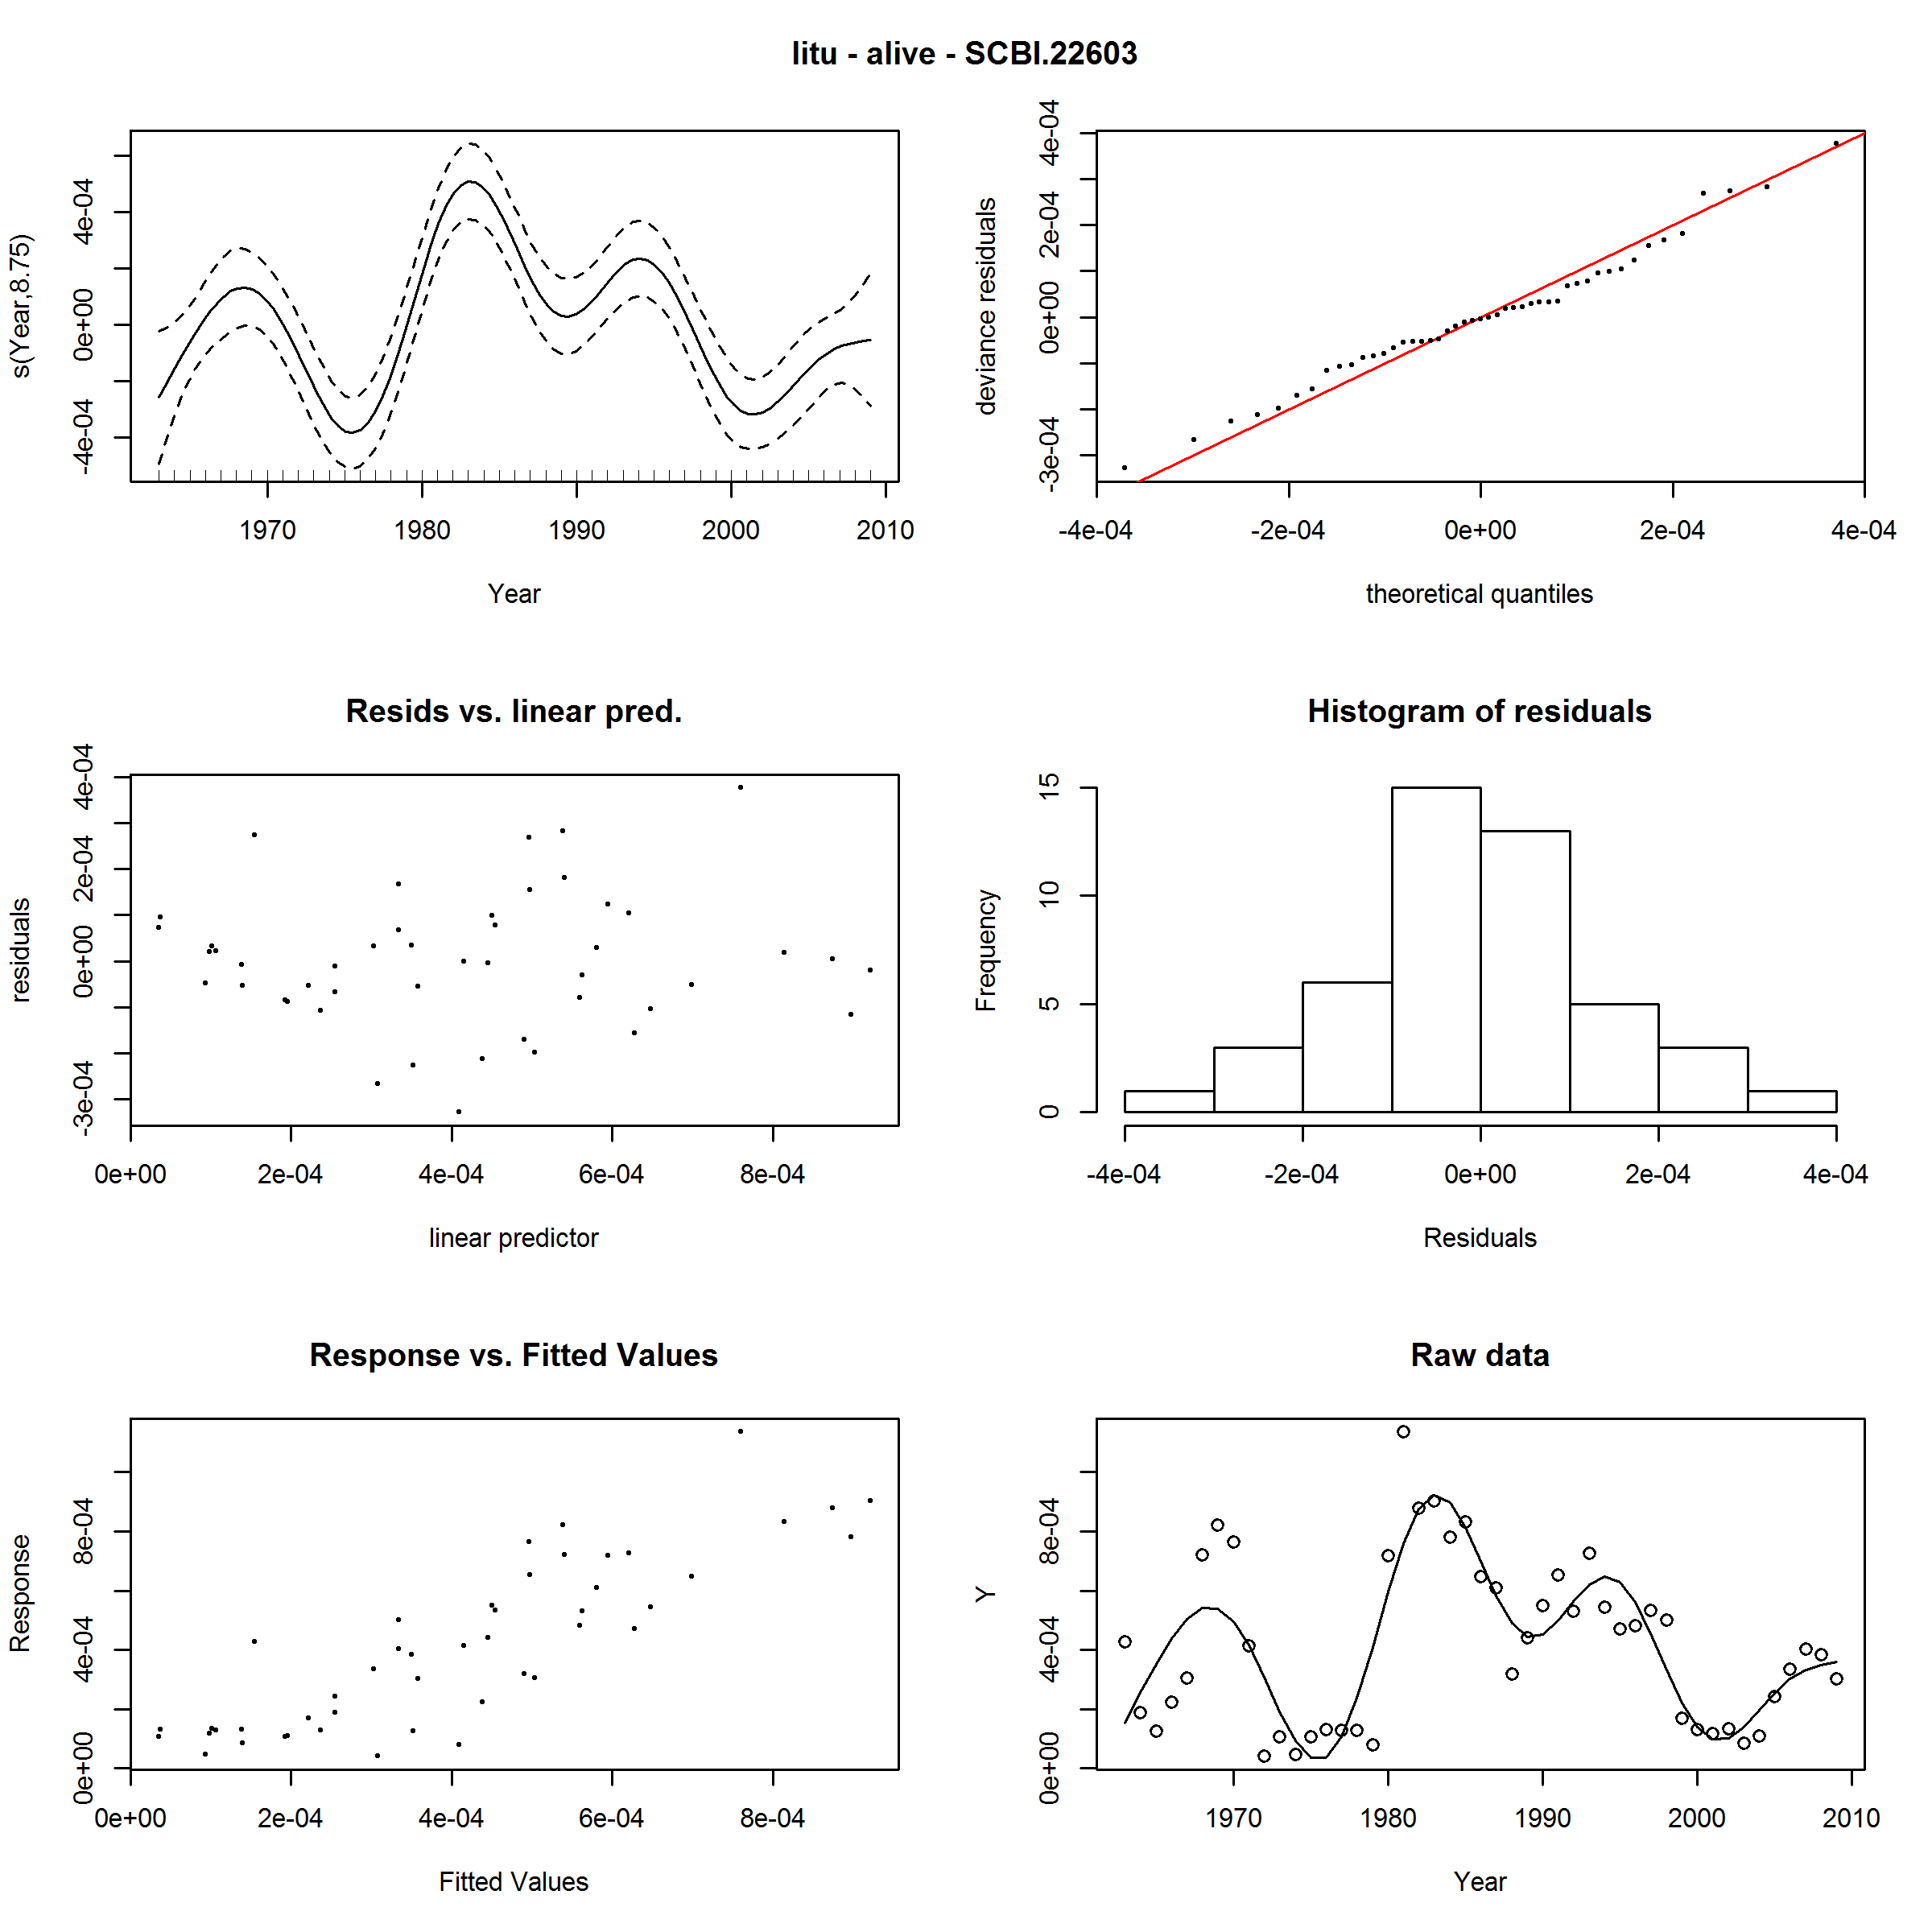 litu - alive - SCBI.22603
s(Year,8.75)
-4e-04 0e+00 4e-04
1970 1980 1990 2000 2010
Year
deviance residuals
-3e-04 0e+00 2e-04 4e-04
-4e-04 -2e-04 0e+00 2e-04 4e-04
theoretical quantiles
Resids vs. linear pred.
residuals
-3e-04 0e+00 2e-04 4e-04
0e+00 2e-04 4e-04 6e-04 8e-04
linear predictor
Histogram of residuals
Frequency
0 5 10 15
-4e-04 -2e-04 0e+00 2e-04 4e-04
Residuals
Response vs. Fitted Values
Response
0e+00 4e-04 8e-04
0e+00 2e-04 4e-04 6e-04 8e-04
Fitted Values
Raw data
Y
0e+00 4e-04 8e-04
1970 1980 1990 2000 2010
Year